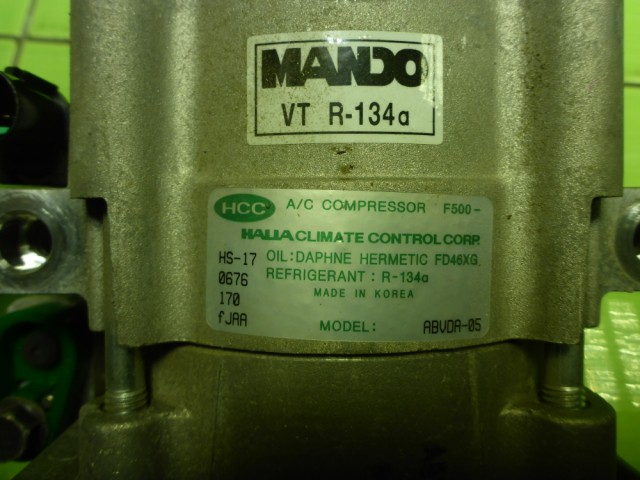 MANDO
VT R-134a
HCC A/C COMPRESSOR F500-
HALLA CLIMATE CONTROL CORP.
HS-17 OIL:DAPHNE HERMETIC FD46XG
0676 REFRIGERANT : R-134a
170 MADE IN KOREA
fJAA MODEL: ABVDA-05